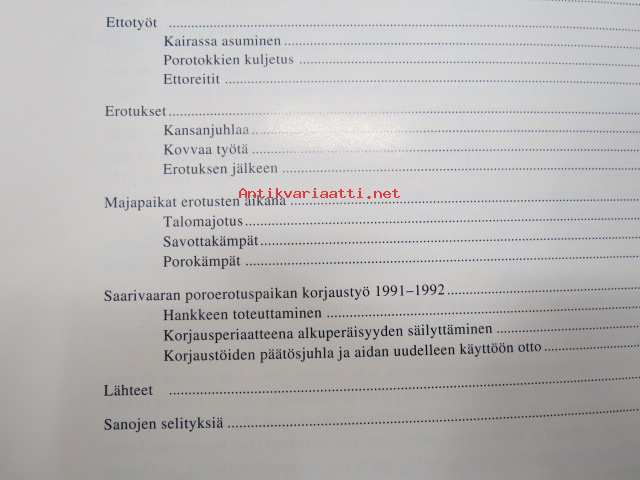 Ettotyöt
Kairassa asuminen
Porotokkien kuljetus
Ettoreitit
Erotukset
Kansanjuhlaa
Kovvaa työtä
Erotuksen jälkeen
Antikvariaatti.net
Majapaikat erotusten aikana
Talomajotus
Savottakämpät
Porokämpät
Saarivaaran poroerotuspaikan korjaustyö 1991–1992
Hankkeen toteuttaminen
Korjausperiaatteena alkuperäisyyden säilyttäminen
Korjaustöiden päätösjuhla ja aidan uudelleen käyttöön otto
Lähteet
Sanojen selityksiä